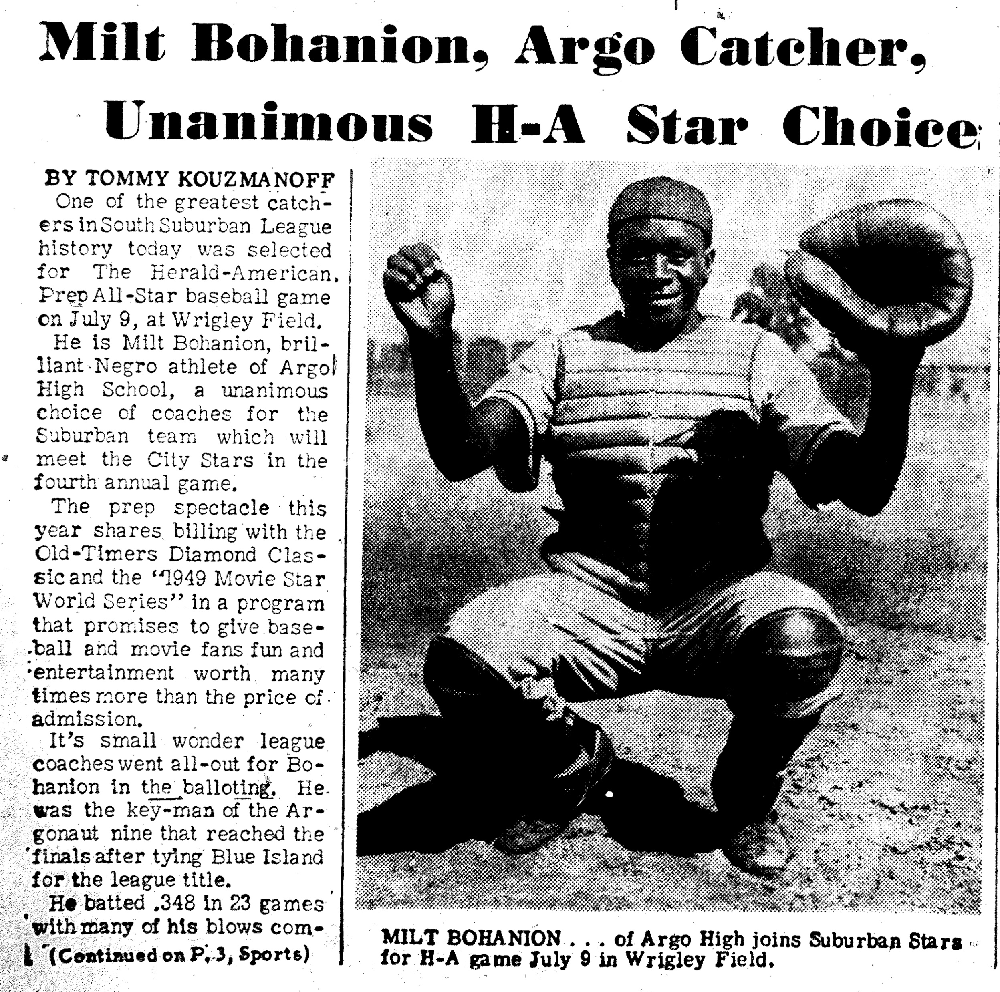 Milt Bohanion, Argo Catcher,
Unanimous H-A Star Choice
BY TOMMY KOUZMANOFF
One of the greatest catch-
ers in South Suburban League
history today was selected
for The Herald-American.
Prep All-Star baseball game
on July 9, at Wrigley Field.
He is Milt Bohanion, bril-
liant Negro athlete of Argo
High School, a unanimous
choice of coaches for the
Suburban team which will
meet the City Stars in the
fourth annual game.
The prep spectacle this
year shares billing with the
Old-Timers Diamond Clas-
sic and the "1949 Movie Star
World Series" in a program
that promises to give base-
ball and movie fans fun and
entertainment worth many
times more than the price of
admission.
It's small wonder league
coaches went all-out for Bo-
hanion in the balloting. He
was the key-man of the Ar-
gonaut nine that reached the
finals after tying Blue Island
for the league title.
He batted .348 in 23 games
with many of his blows com-
(Continued on P. 3, Sports)
MILT BOHANION . . . of Argo High joins Suburban Stars
for H-A game July 9 in Wrigley Field.